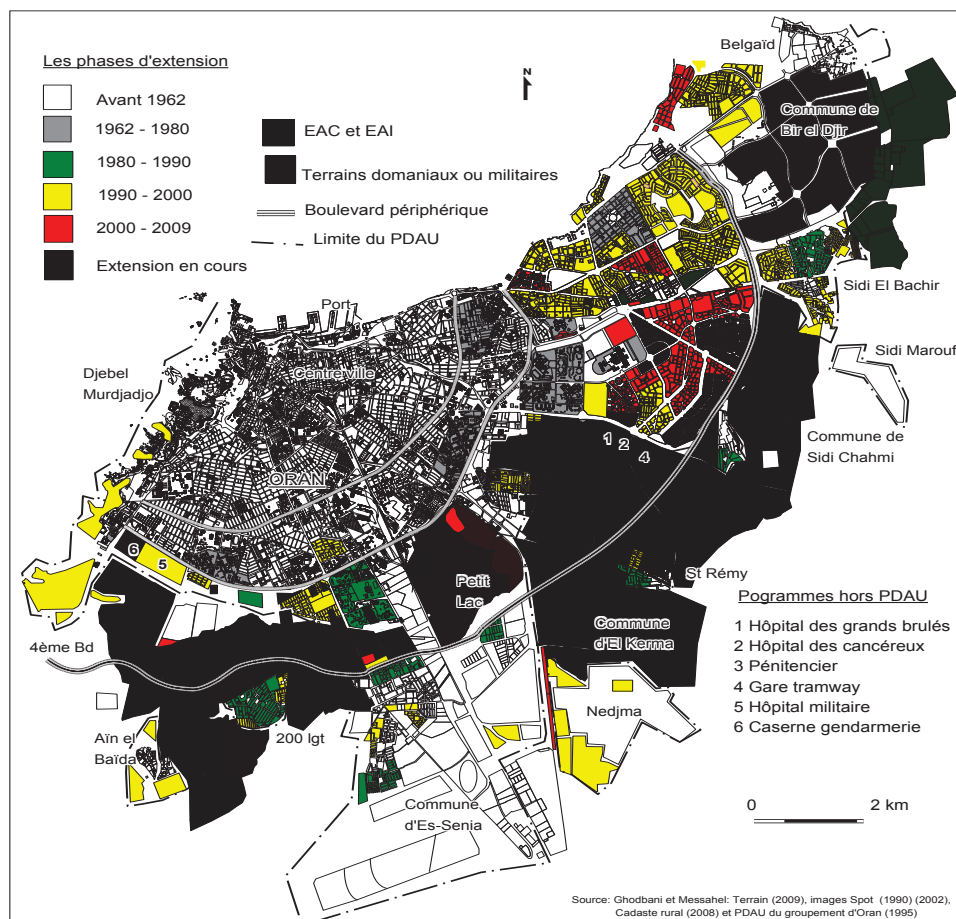 Les phases d'extension
Avant 1962
1962 - 1980
1980 - 1990
1990 - 2000
2000 - 2009
Extension en cours
EAC et EAI
Terrains domaniaux ou militaires
Boulevard périphérique
Limite du PDAU
N
Belgaïd
Commune de
Bir el Djir
Sidi El Bachir
Sidi Marouf
Commune de
Sidi Chahmi
Port
Centre ville
Djebel
Murdjadjo
ORAN
1
2
4
6
5
Petit
Lac
St Rémy
Commune
d'El Kerma
4ème Bd
Nedjma
200 lgt
Aïn el
Baïda
Commune
d'Es-Senia
Pogrammes hors PDAU
1 Hôpital des grands brulés
2 Hôpital des cancéreux
3 Pénitencier
4 Gare tramway
5 Hôpital militaire
6 Caserne gendarmerie
0 2 km
Source: Ghodbani et Messahel: Terrain (2009), images Spot (1990) (2002),
Cadaste rural (2008) et PDAU du groupement d'Oran (1995)